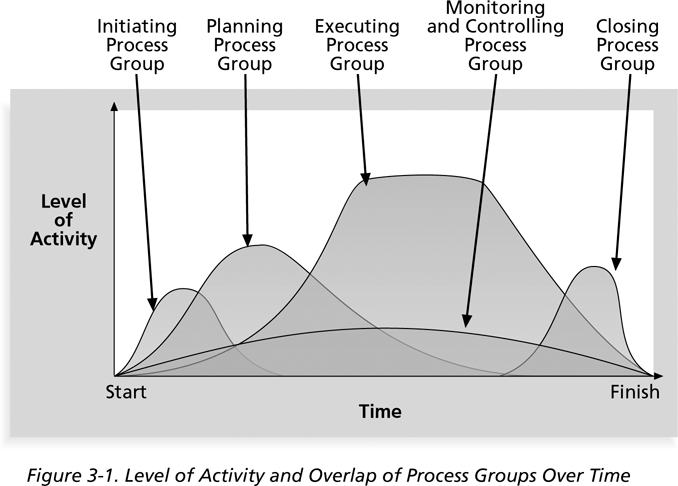 Initiating
Process
Group
Planning
Process
Group
Executing
Process
Group
Monitoring
and Controlling
Process
Group
Closing
Process
Group
Level
of
Activity
Start
Finish
Time
Figure 3-1. Level of Activity and Overlap of Process Groups Over Time